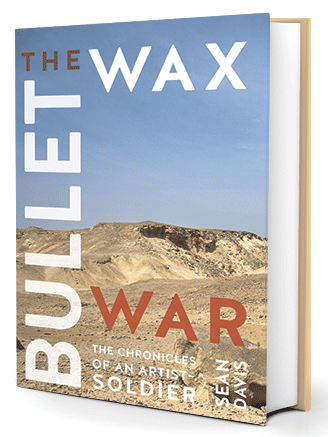 THE WAX
BULLET
WAR
THE CHRONICLES
OF AN ARTIST-
SOLDIER
SEAN
DAVIS